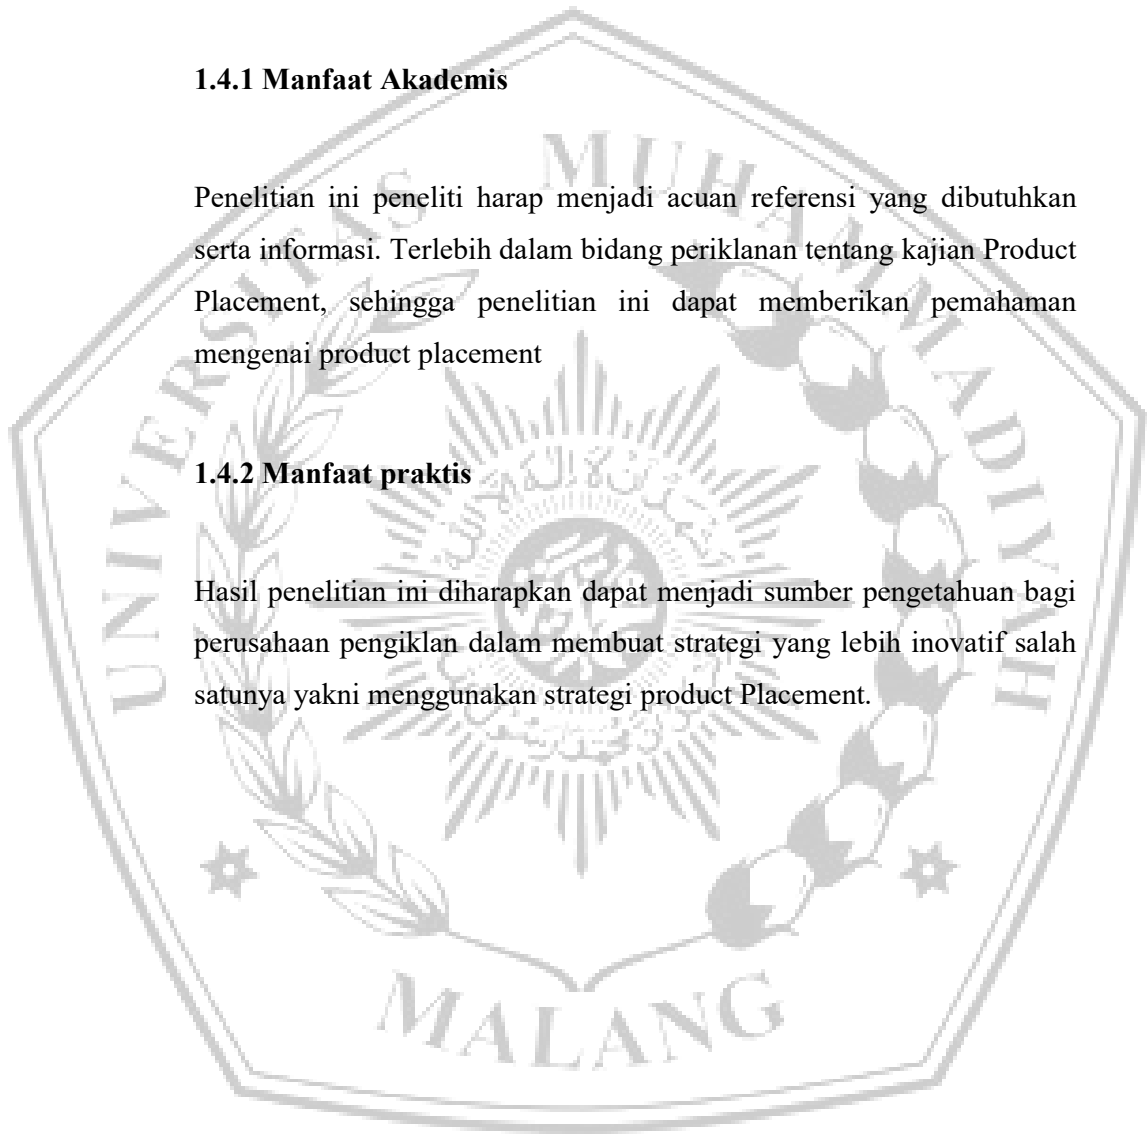 1.4.1 Manfaat Akademis
Penelitian ini peneliti harap menjadi acuan referensi yang dibutuhkan
serta informasi. Terlebih dalam bidang periklanan tentang kajian Product
Placement, sehingga penelitian ini dapat memberikan pemahaman
mengenai product placement
1.4.2 Manfaat praktis
Hasil penelitian ini diharapkan dapat menjadi sumber pengetahuan bagi
perusahaan pengiklan dalam membuat strategi yang lebih inovatif salah
satunya yakni menggunakan strategi product Placement.
UNIVERSITAS MUHAMMADIYAH
MALANG